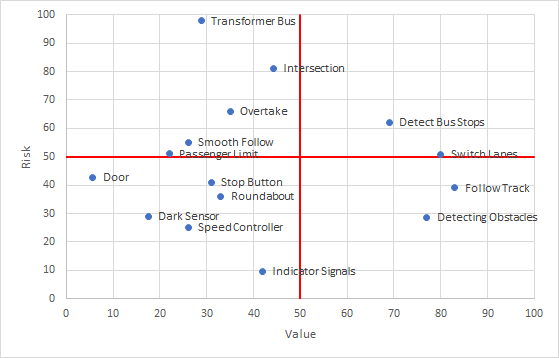 100
Transformer Bus
90
Intersection
80
70
Overtake
Detect Bus Stops
60
Smooth Follow
Passenger Limit
Switch Lanes
50
Risk
Door
Stop Button
40
Follow Track
Roundabout
30
Dark Sensor
Detecting Obstacles
Speed Controller
20
10
Indicator Signals
0
0 10 20 30 40 50 60 70 80 90 100
Value